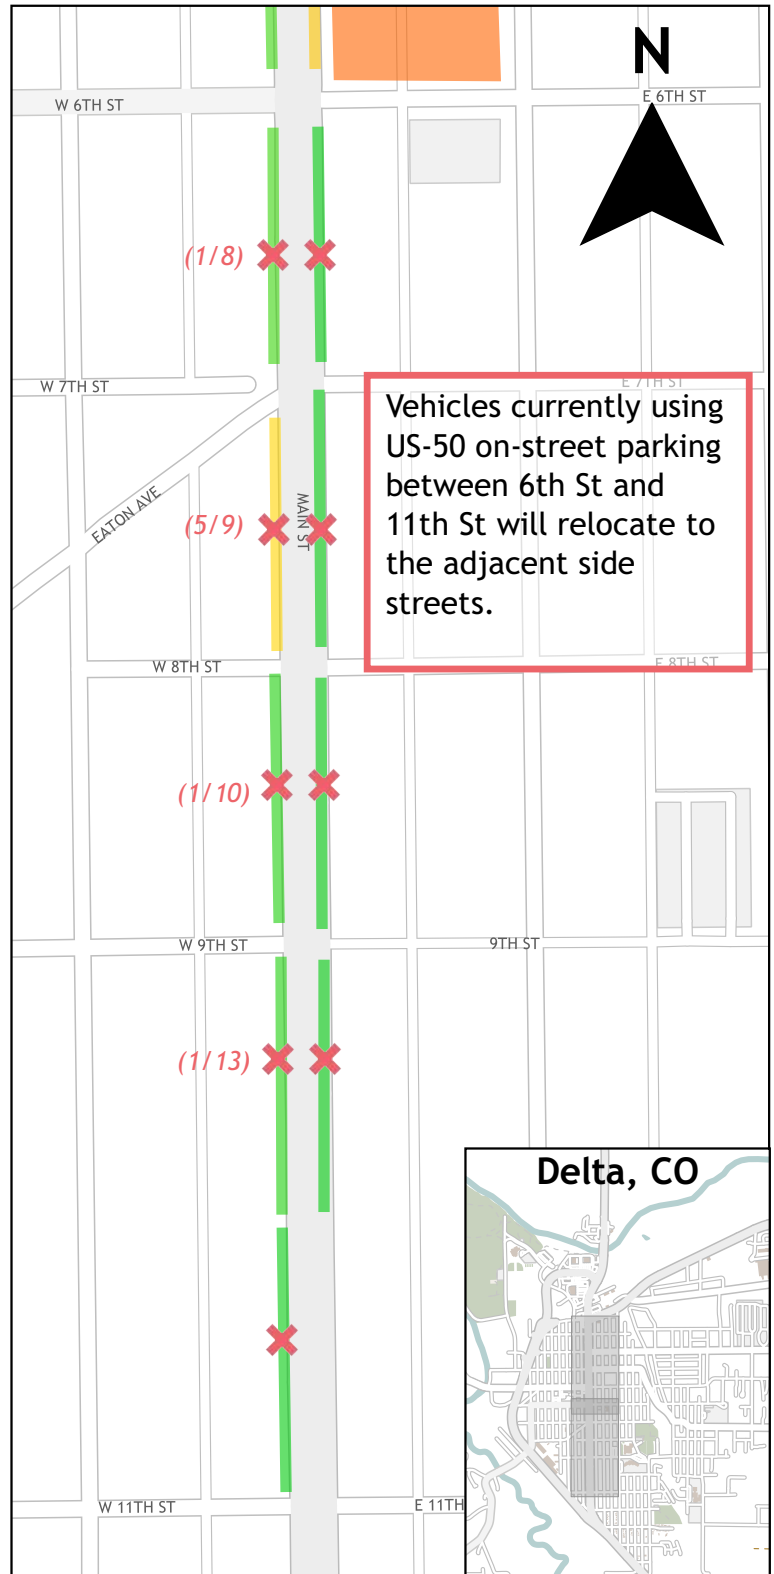 N
W 6TH ST
E 6TH ST
(1/8)
W 7TH ST
E 7TH ST
Vehicles currently using
US-50 on-street parking
between 6th St and
11th St will relocate to
the adjacent side
streets.
EATON AVE
(5/9)
MAIN ST
W 8TH ST
E 8TH ST
(1/10)
W 9TH ST
9TH ST
(1/13)
Delta, CO
W 11TH ST
E 11TH